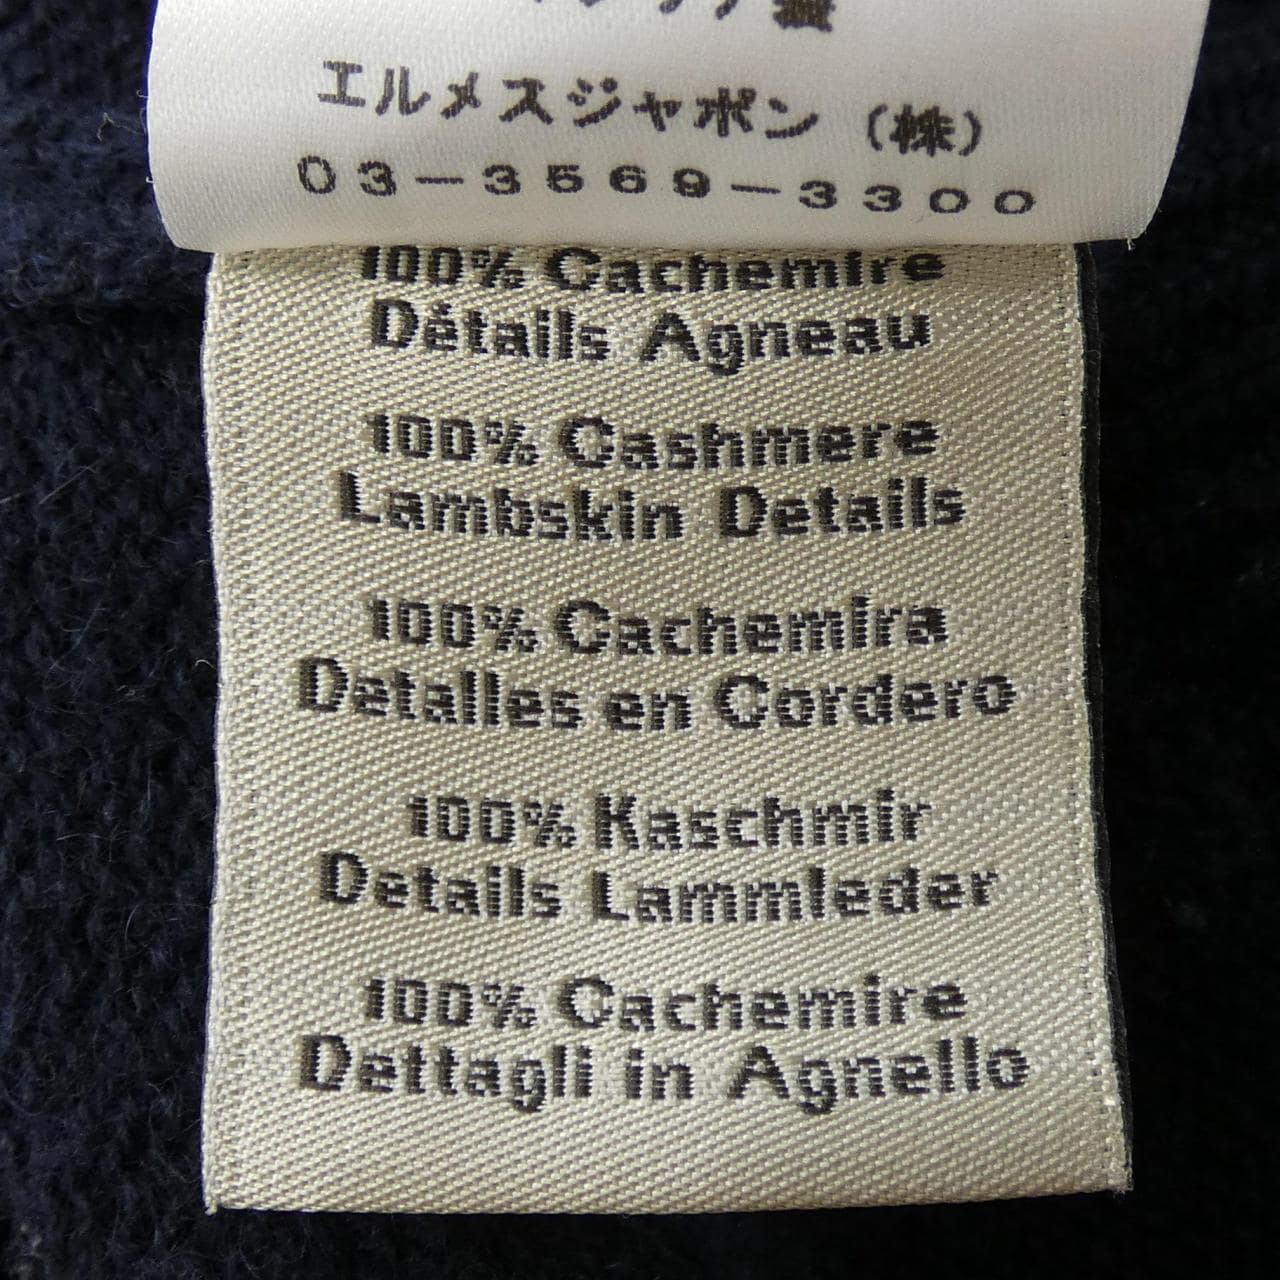 エルメスジャポン（株）
03-3569-3300
100% Cachemire
Détails Agneau
100% Cashmere
Lambskin Details
100% Cachemira
Detalles en Cordero
100% Kaschmir
Details Lammleder
100% Cachemire
Dettagli in Agnello